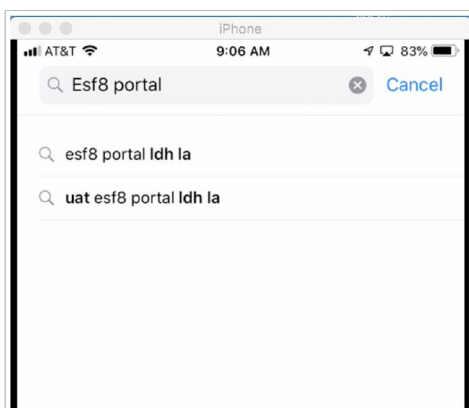 iPhone
AT&T 9:06 AM 83%
Esf8 portal Cancel
esf8 portal ldh la
uat esf8 portal ldh la